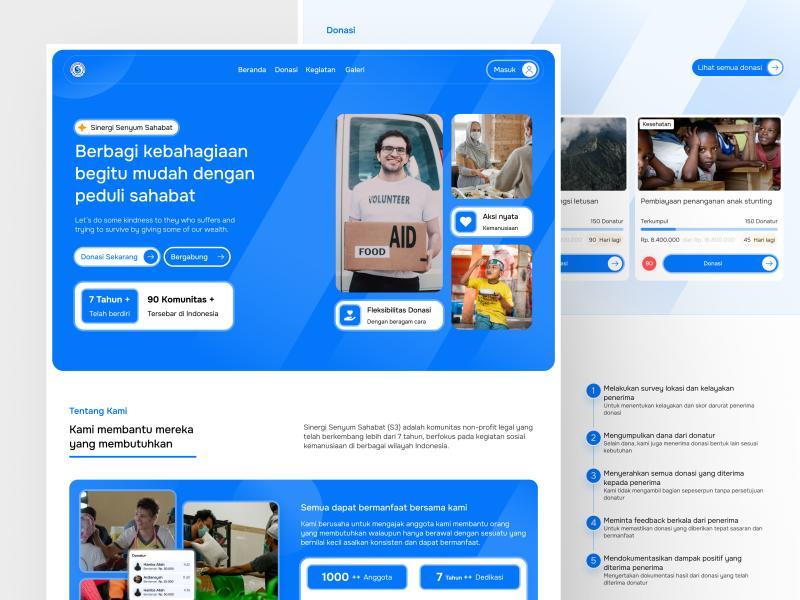 Donasi
Lihat semua donasi
Beranda Donasi Kegiatan Galeri
Masuk
Sinergi Senyum Sahabat
Berbagi kebahagiaan
begitu mudah dengan
peduli sahabat
Let's do some kindness to they who suffers and
trying to survive by giving some of our wealth.
Donasi Sekarang
Bergabung
7 Tahun +
Telah berdiri
90 Komunitas +
Tersebar di Indonesia
VOLUNTEER
AID
FOOD
Aksi nyata
Kemanusiaan
Fleksibilitas Donasi
Dengan beragam cara
letusan
150 Donatur
90 Hari lagi
Kesehatan
Pembiayaan penanganan anak stunting
Terkumpul
150 Donatur
Rp. 8.400,000
45 Hari lagi
Donasi
Tentang Kami
Kami membantu mereka
yang membutuhkan
Sinergi Senyum Sahabat (S3) adalah komunitas non-profit legal yang
telah berkembang lebih dari 7 tahun, berfokus pada kegiatan sosial
kemanusiaan di berbagai wilayah Indonesia.
Semua dapat bermanfaat bersama kami
Kami berusaha untuk mengajak anggota kami membantu orang
yang membutuhkan walaupun hanya berawal dengan sesuatu yang
bernilai kecil asalkan konsisten dan dapat bermanfaat.
1000 ++ Anggota
7 Tahun ++ Dedikasi
Donatur
Hamba Allah
Hamba Allah
1
Melakukan survey lokasi dan kelayakan
penerima
Untuk menentukan kelayakan dan skor darurat penerima
donasi
2
Mengumpulkan dana dari donatur
Selain dana, kami juga menerima donasi bentuk lain sesuai
kebutuhan
3
Menyerahkan semua donasi yang diterima
kepada penerima
Kami tidak mengambil bagian sepeserpun tanpa persetujuan
donatur
4
Meminta feedback berkala dari penerima
Untuk memastikan donasi yang diberikan tepat sasaran dan
bermanfaat
5
Mendokumentasikan dampak positif yang
diterima penerima
Menyertakan dokumentasi hasil dari donasi yang telah
diterima donatur